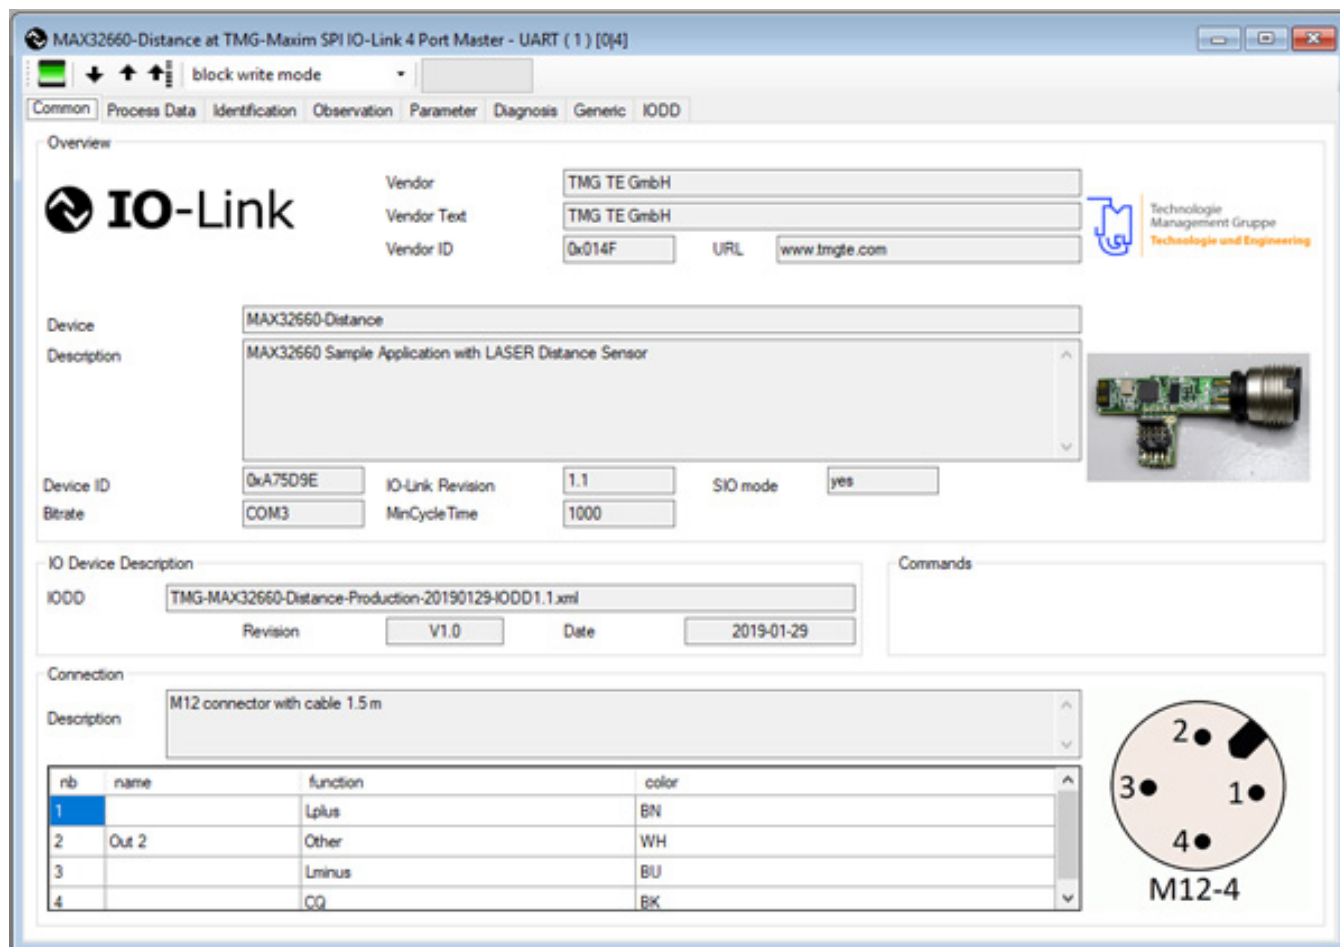 MAX32660-Distance at TMG-Maxim SPI IO-Link 4 Port Master - UART ( 1 ) [0|4]
block write mode
Common Process Data Identification Observation Parameter Diagnosis Generic IODD
Overview
IO-Link
Vendor TMG TE GmbH
Vendor Text TMG TE GmbH
Vendor ID 0x014F URL www.tmgte.com
Technologie
Management Gruppe
Technologie und Engineering
Device MAX32660-Distance
Description MAX32660 Sample Application with LASER Distance Sensor
Device ID 0xA75D9E IO-Link Revision 1.1 SIO mode yes
Bitrate COM3 MinCycleTime 1000
IO Device Description
Commands
IODD TMG-MAX32660-Distance-Production-20190129-IODD1.1.xml
Revision V1.0 Date 2019-01-29
Connection
Description M12 connector with cable 1.5 m
nb name function color
1 Lplus BN
2 Out 2 Other WH
3 Lminus BU
4 CQ BK
2
3 1
4
M12-4